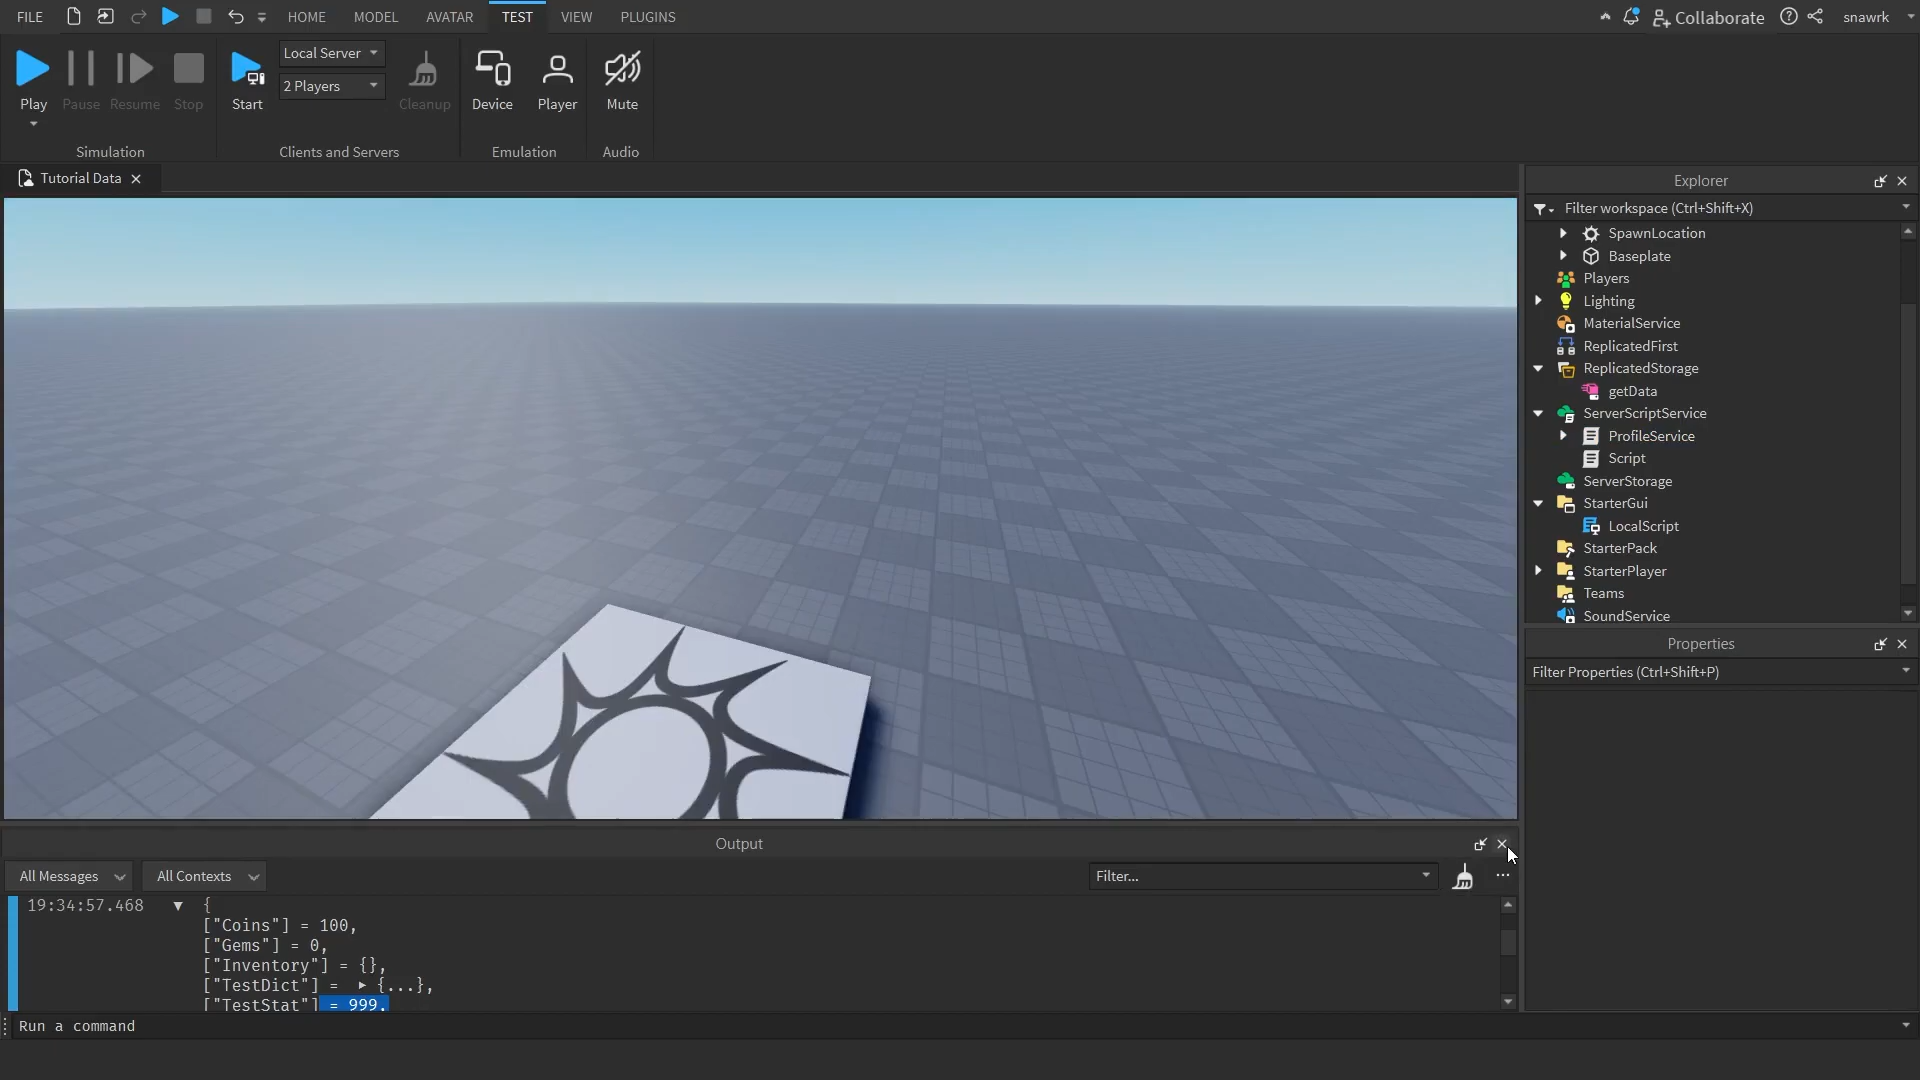 FILE HOME MODEL AVATAR TEST VIEW PLUGINS Collaborate snawrk
Play Pause Resume Stop Start Local Server 2 Players Cleanup Device Player Mute
Simulation Clients and Servers Emulation Audio
Tutorial Data
Explorer
Filter workspace (Ctrl+Shift+X)
SpawnLocation
Baseplate
Players
Lighting
MaterialService
ReplicatedFirst
ReplicatedStorage
getData
ServerScriptService
ProfileService
Script
ServerStorage
StarterGui
LocalScript
StarterPack
StarterPlayer
Teams
SoundService
Properties
Filter Properties (Ctrl+Shift+P)
Output
All Messages All Contexts Filter... ...
19:34:57.468 ▼ {
["Coins"] = 100,
["Gems"] = 0,
["Inventory"] = {},
["TestDict"] = ▶ {...},
["TestStat"] = 999,
Run a command